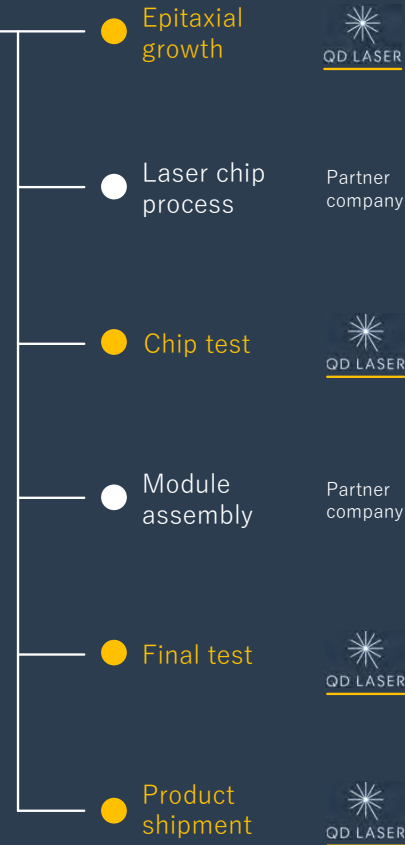 Epitaxial
growth
QD LASER
Laser chip
process
Partner
company
Chip test
QD LASER
Module
assembly
Partner
company
Final test
QD LASER
Product
shipment
QD LASER